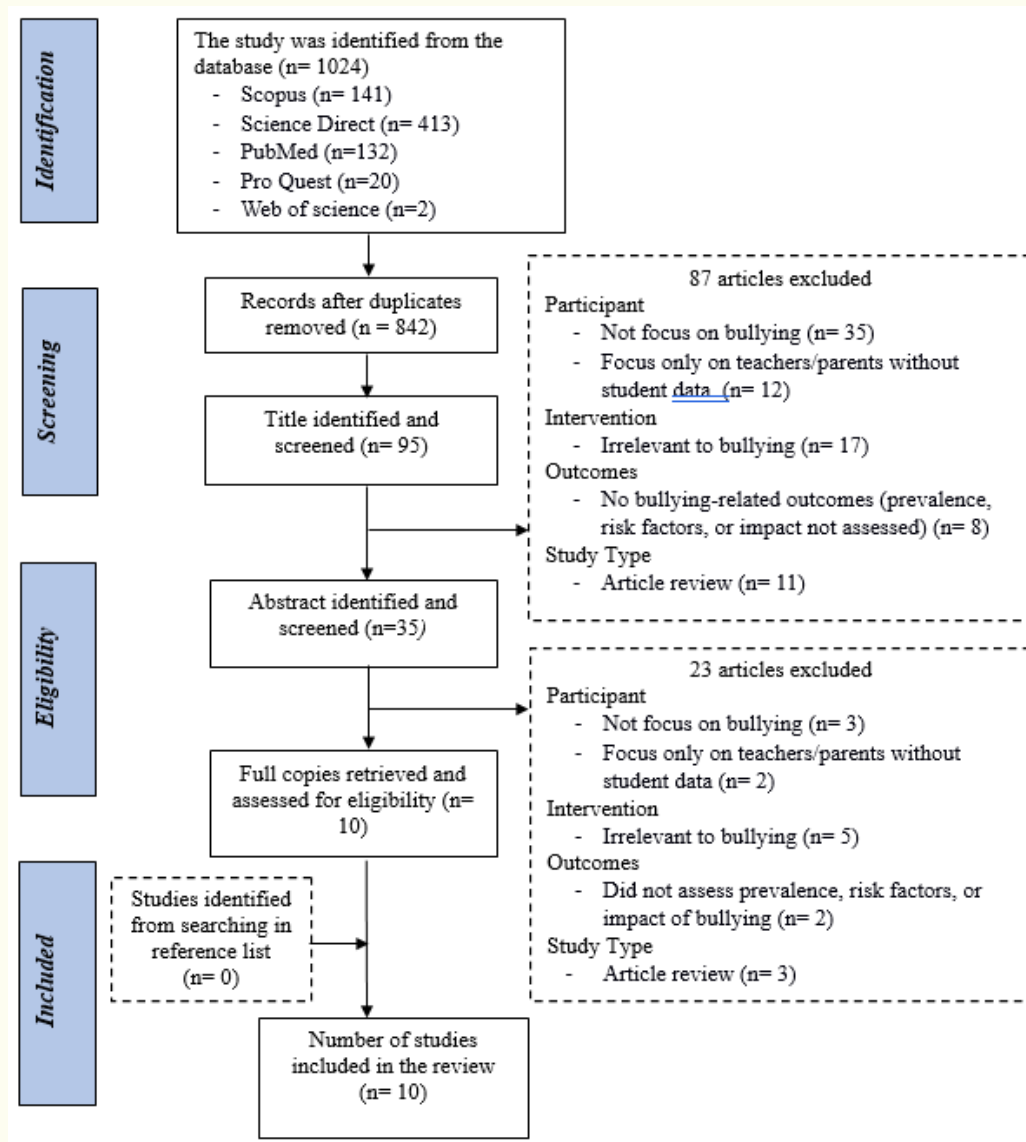 Identification
The study was identified from the
database (n= 1024)
- Scopus (n= 141)
- Science Direct (n= 413)
- PubMed (n=132)
- Pro Quest (n=20)
- Web of science (n=2)
Screening
Records after duplicates
removed (n = 842)
Title identified and
screened (n= 95)
87 articles excluded
Participant
- Not focus on bullying (n= 35)
- Focus only on teachers/parents without
student data (n= 12)
Intervention
- Irrelevant to bullying (n= 17)
Outcomes
- No bullying-related outcomes (prevalence,
risk factors, or impact not assessed) (n= 8)
Study Type
- Article review (n= 11)
Eligibility
Abstract identified and
screened (n=35)
Full copies retrieved and
assessed for eligibility (n=
10)
23 articles excluded
Participant
- Not focus on bullying (n= 3)
- Focus only on teachers/parents without
student data (n= 2)
Intervention
- Irrelevant to bullying (n= 5)
Outcomes
- Did not assess prevalence, risk factors, or
impact of bullying (n= 2)
Study Type
- Article review (n= 3)
Included
Studies identified
from searching in
reference list
(n= 0)
Number of studies
included in the review
(n= 10)